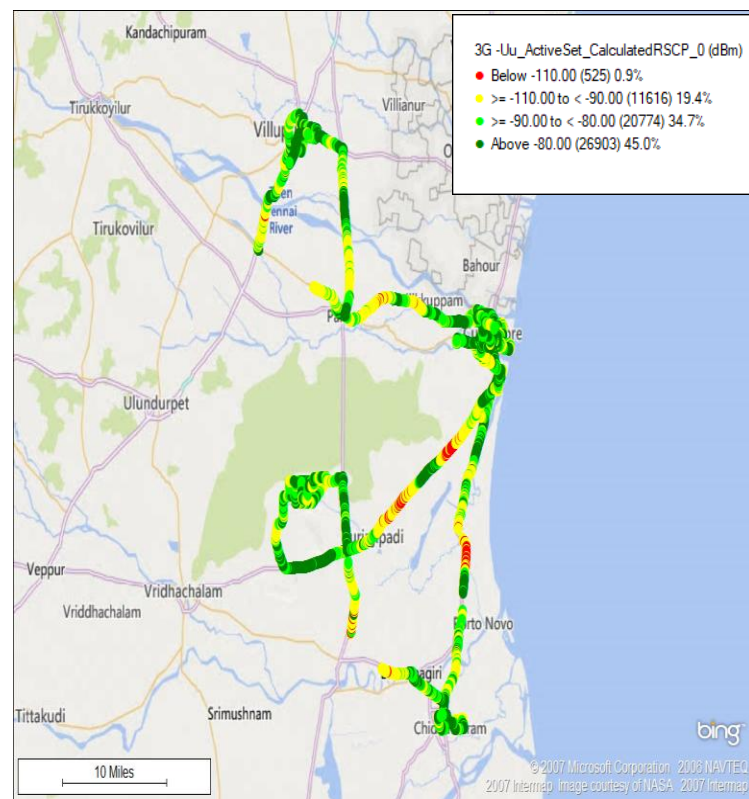 3G -Uu_ActiveSet_CalculatedRSCP_0 (dBm)
Below -110.00 (525) 0.9%
>= -110.00 to < -90.00 (11616) 19.4%
>= -90.00 to < -80.00 (20774) 34.7%
Above -80.00 (26903) 45.0%
Kandachipuram
Tirukkoyilur
Villianur
Villup
River
Tirukovilur
Bahour
Ulundurpet
Veppur
Vridhachalam
Vriddhachalam
Porto Novo
Srimushnam
Tittakudi
bing
10 Miles
© 2007 Microsoft Corporation 2006 NAVTEQ
2007 Intermap Image courtesy of NASA 2007 Intermap